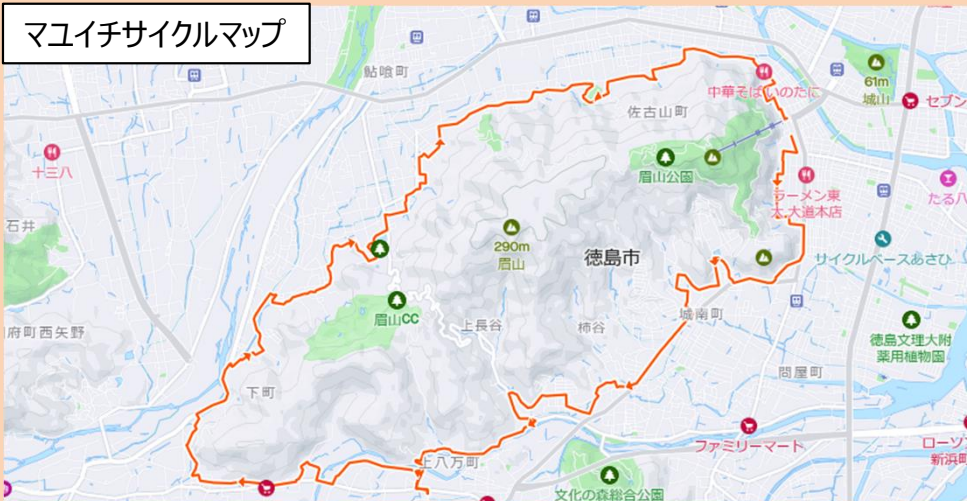 マユイチサイクルマップ
鮎喰町
中華そばいのたに
61m
城山
セブン
佐古山町
十三八
眉山公園
ラーメン東
大大道本店
たる八
石井
290m
眉山
徳島市
サイクルベースあさひ
眉山CC
上長谷
柿谷
城南町
府町西矢野
徳島文理大附
薬用植物園
問屋町
下町
ファミリーマート
ローソ
新浜町
上八万町
文化の森総合公園